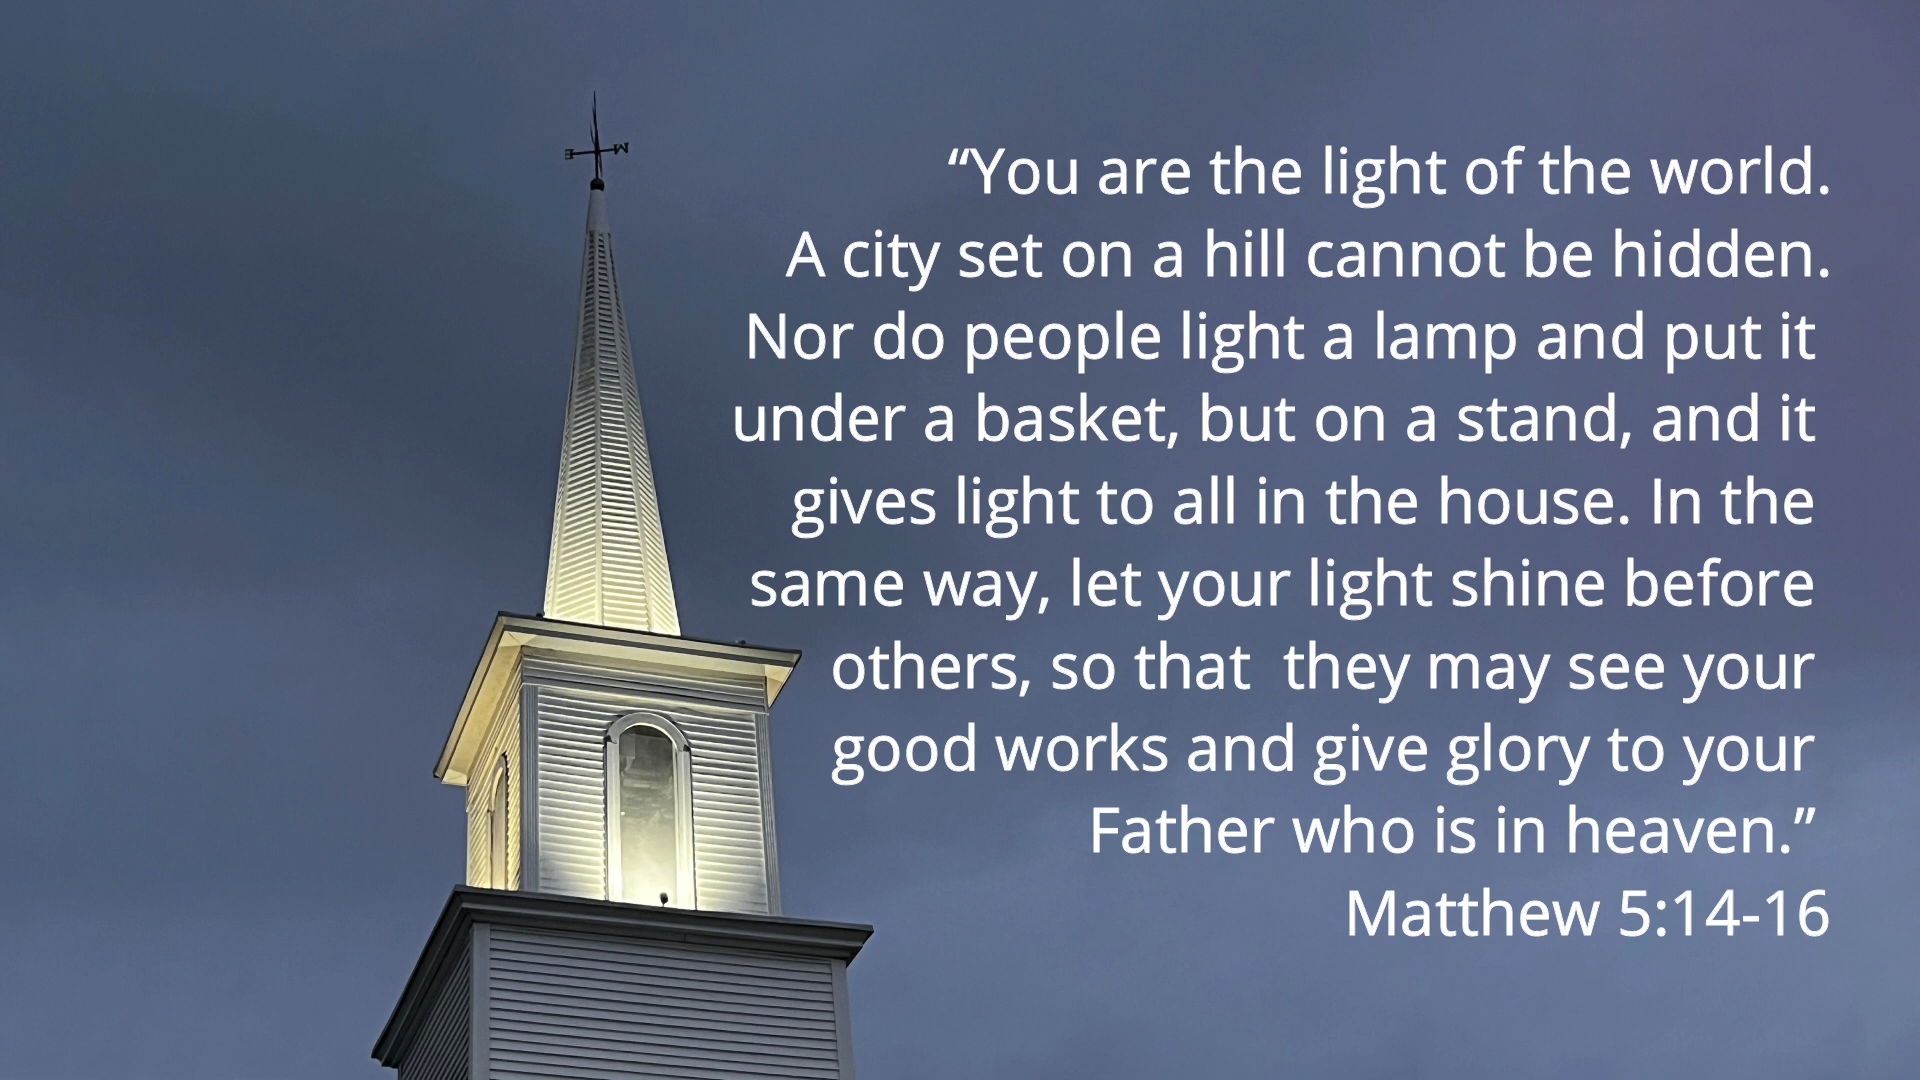 “You are the light of the world.
A city set on a hill cannot be hidden.
Nor do people light a lamp and put it
under a basket, but on a stand, and it
gives light to all in the house. In the
same way, let your light shine before
others, so that  they may see your
good works and give glory to your
Father who is in heaven.”
Matthew 5:14-16